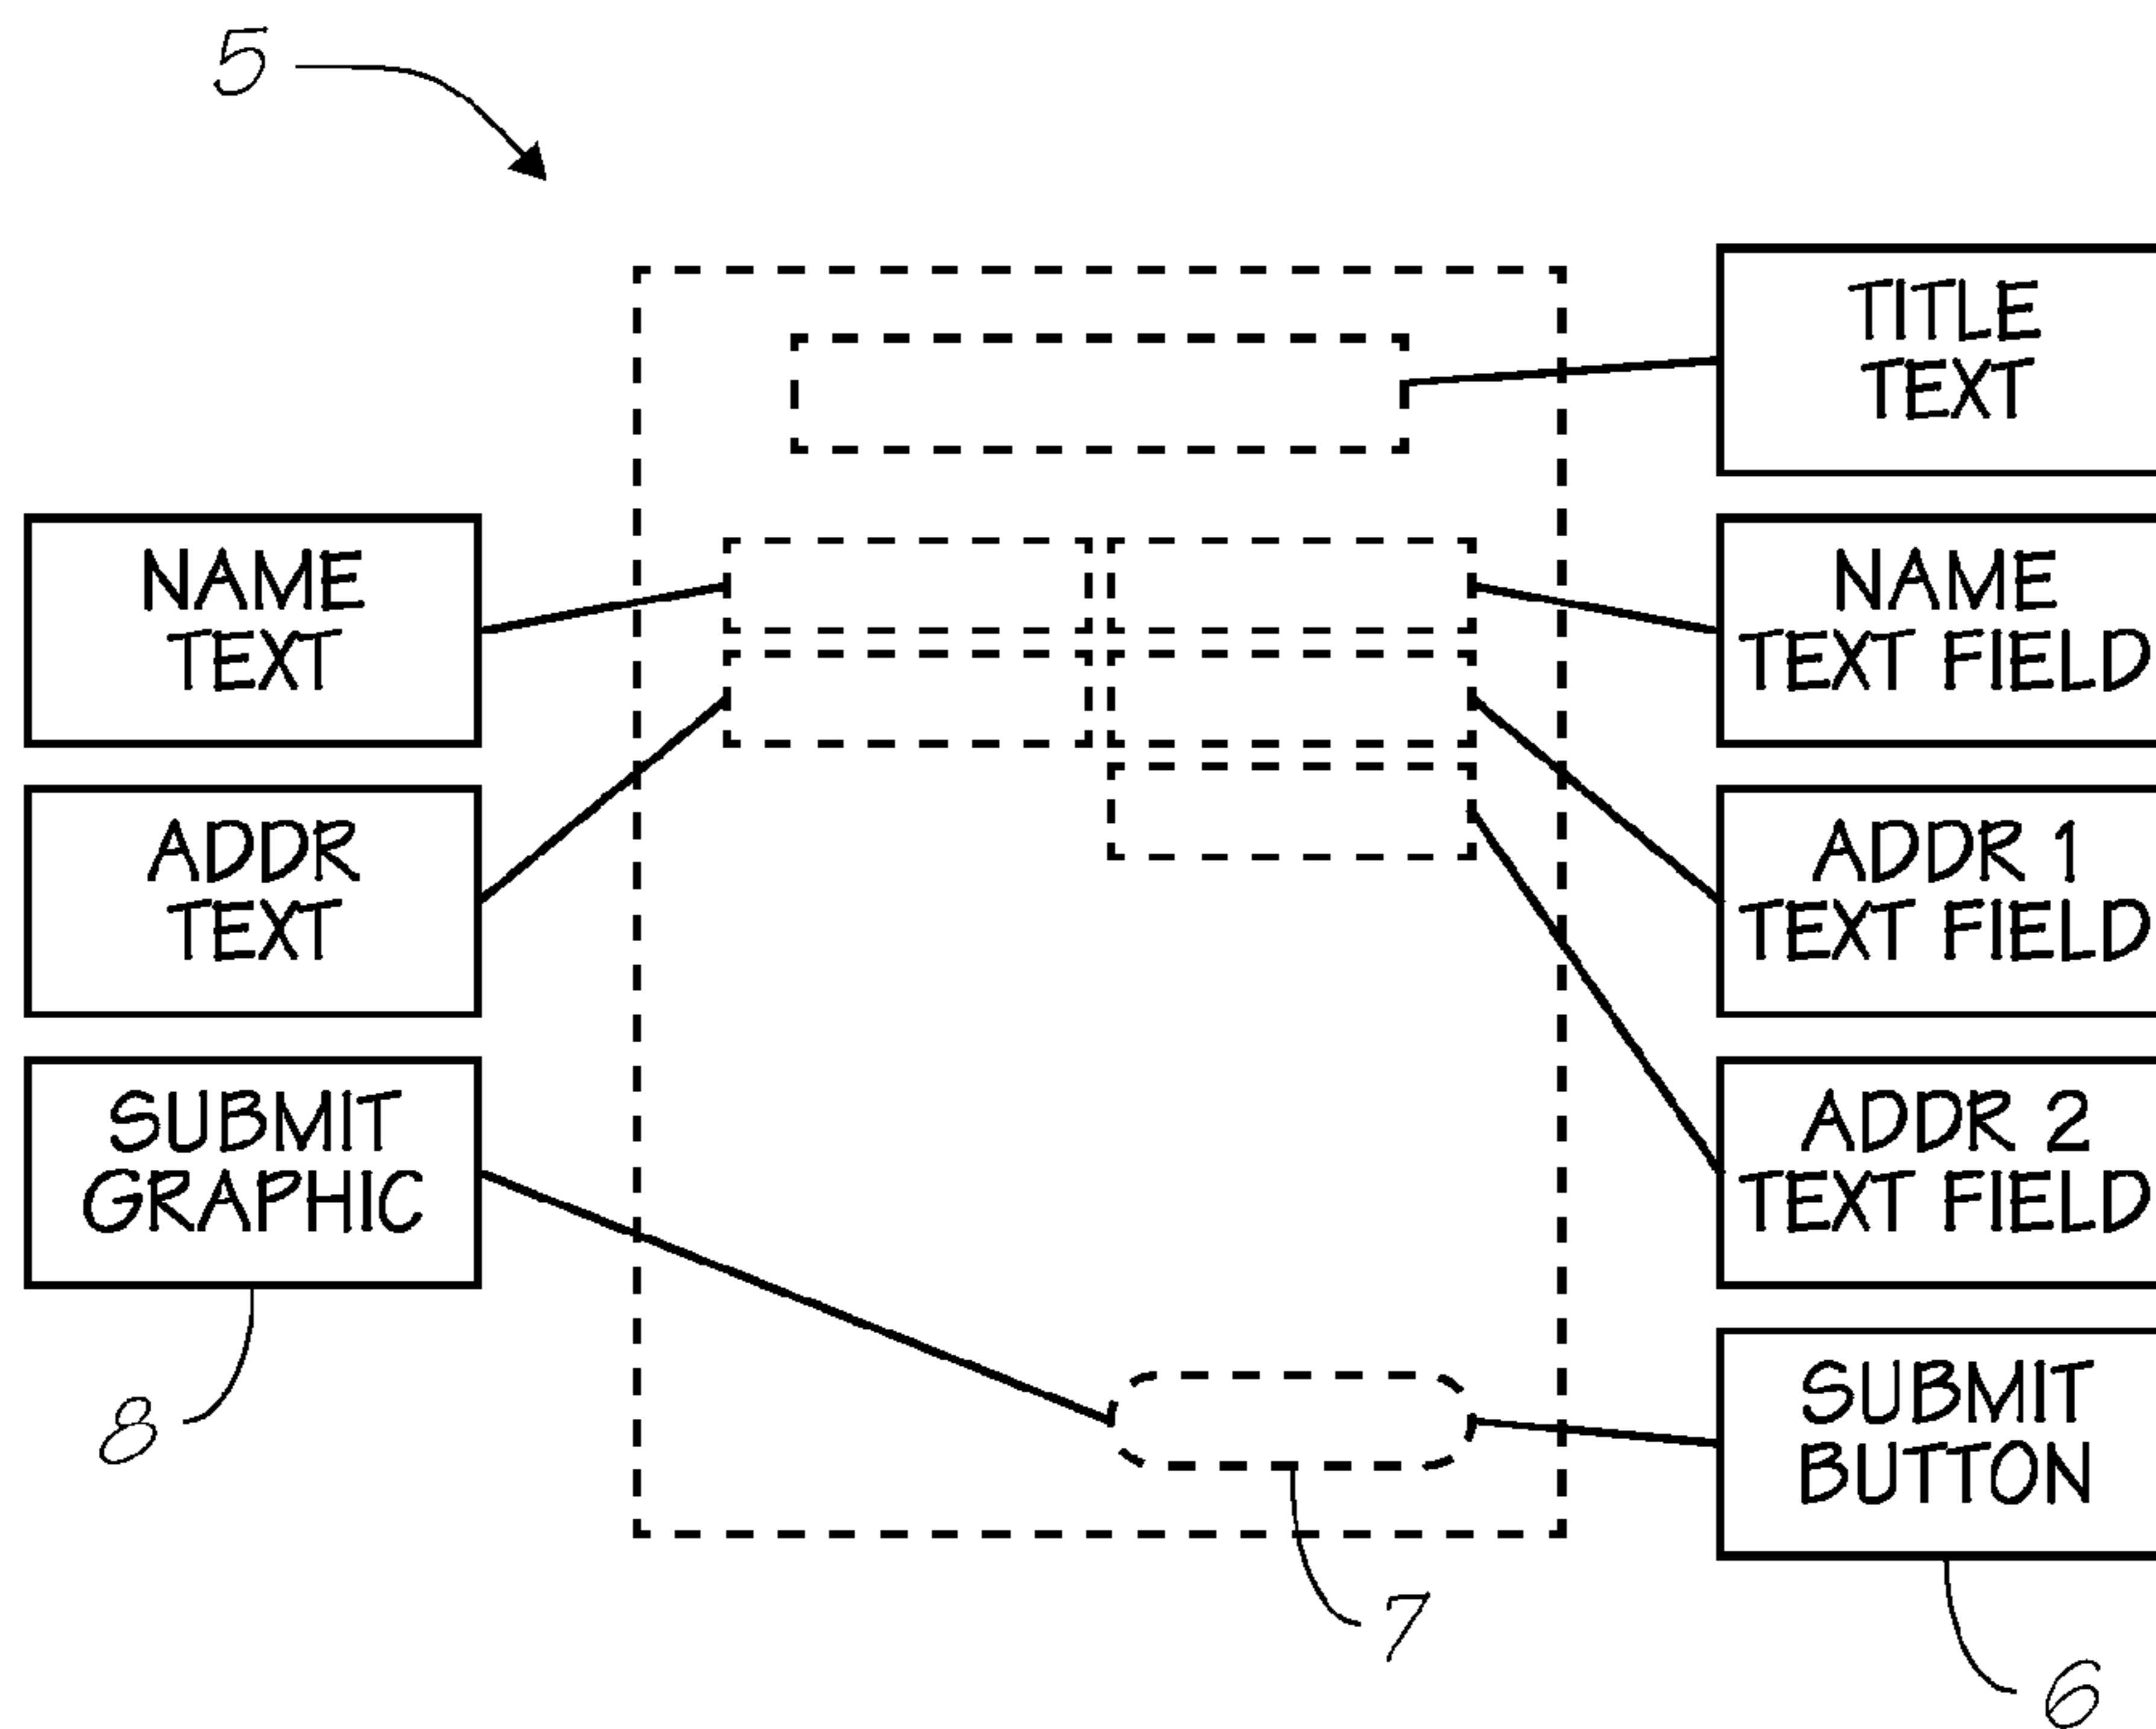 5
TITLE
TEXT
NAME
TEXT
NAME
TEXT FIELD
ADDR
TEXT
ADDR 1
TEXT FIELD
SUBMIT
GRAPHIC
ADDR 2
TEXT FIELD
SUBMIT
BUTTON
8
7
6